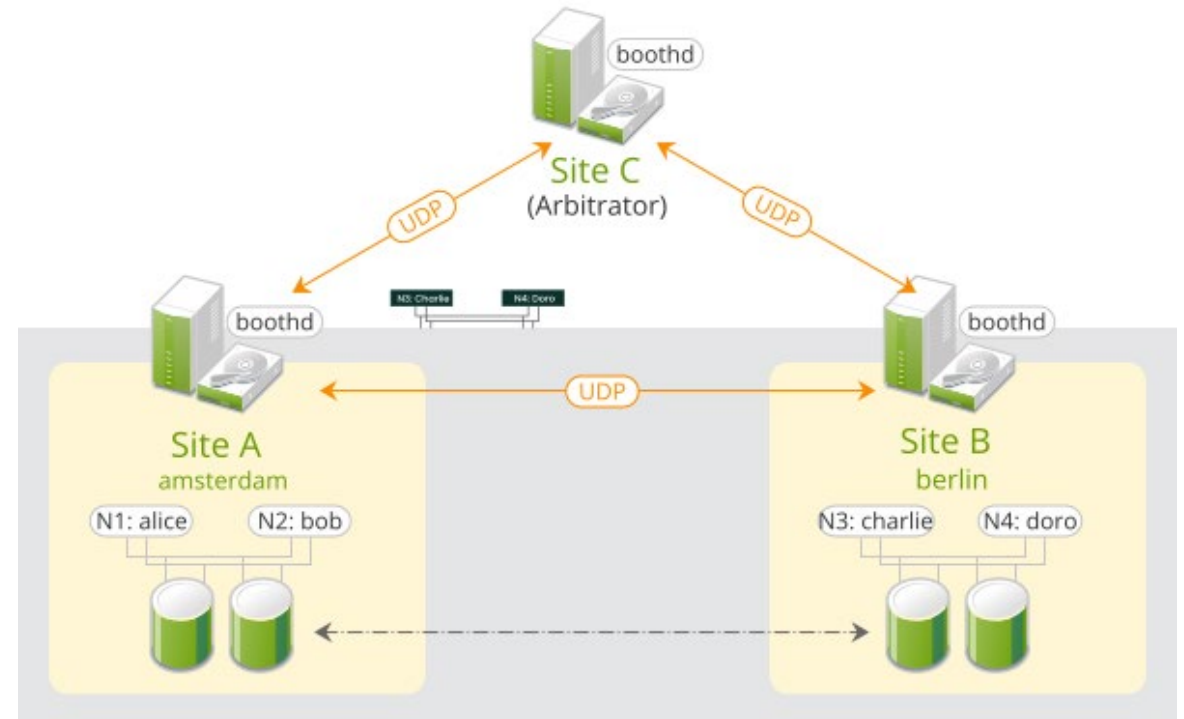 boothd
Site C
(Arbitrator)
UDP
UDP
N3: Charlie
N4: Doro
boothd
boothd
UDP
Site A
amsterdam
Site B
berlin
N1: alice
N2: bob
N3: charlie
N4: doro